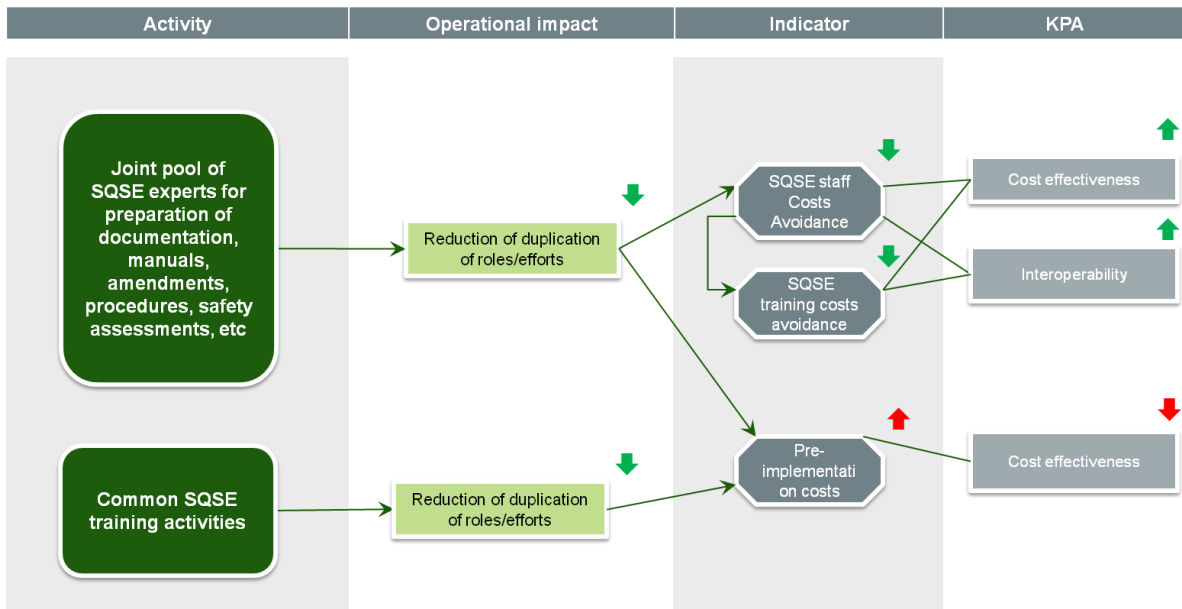 Activity
Operational impact
Indicator
KPA
Joint pool of
SQSE experts for
preparation of
documentation,
manuals,
amendments,
procedures, safety
assessments, etc
Reduction of duplication
of roles/efforts
SQSE staff
Costs
Avoidance
SQSE
training costs
avoidance
Cost effectiveness
Interoperability
Common SQSE
training activities
Reduction of duplication
of roles/efforts
Pre-
implementati
on costs
Cost effectiveness